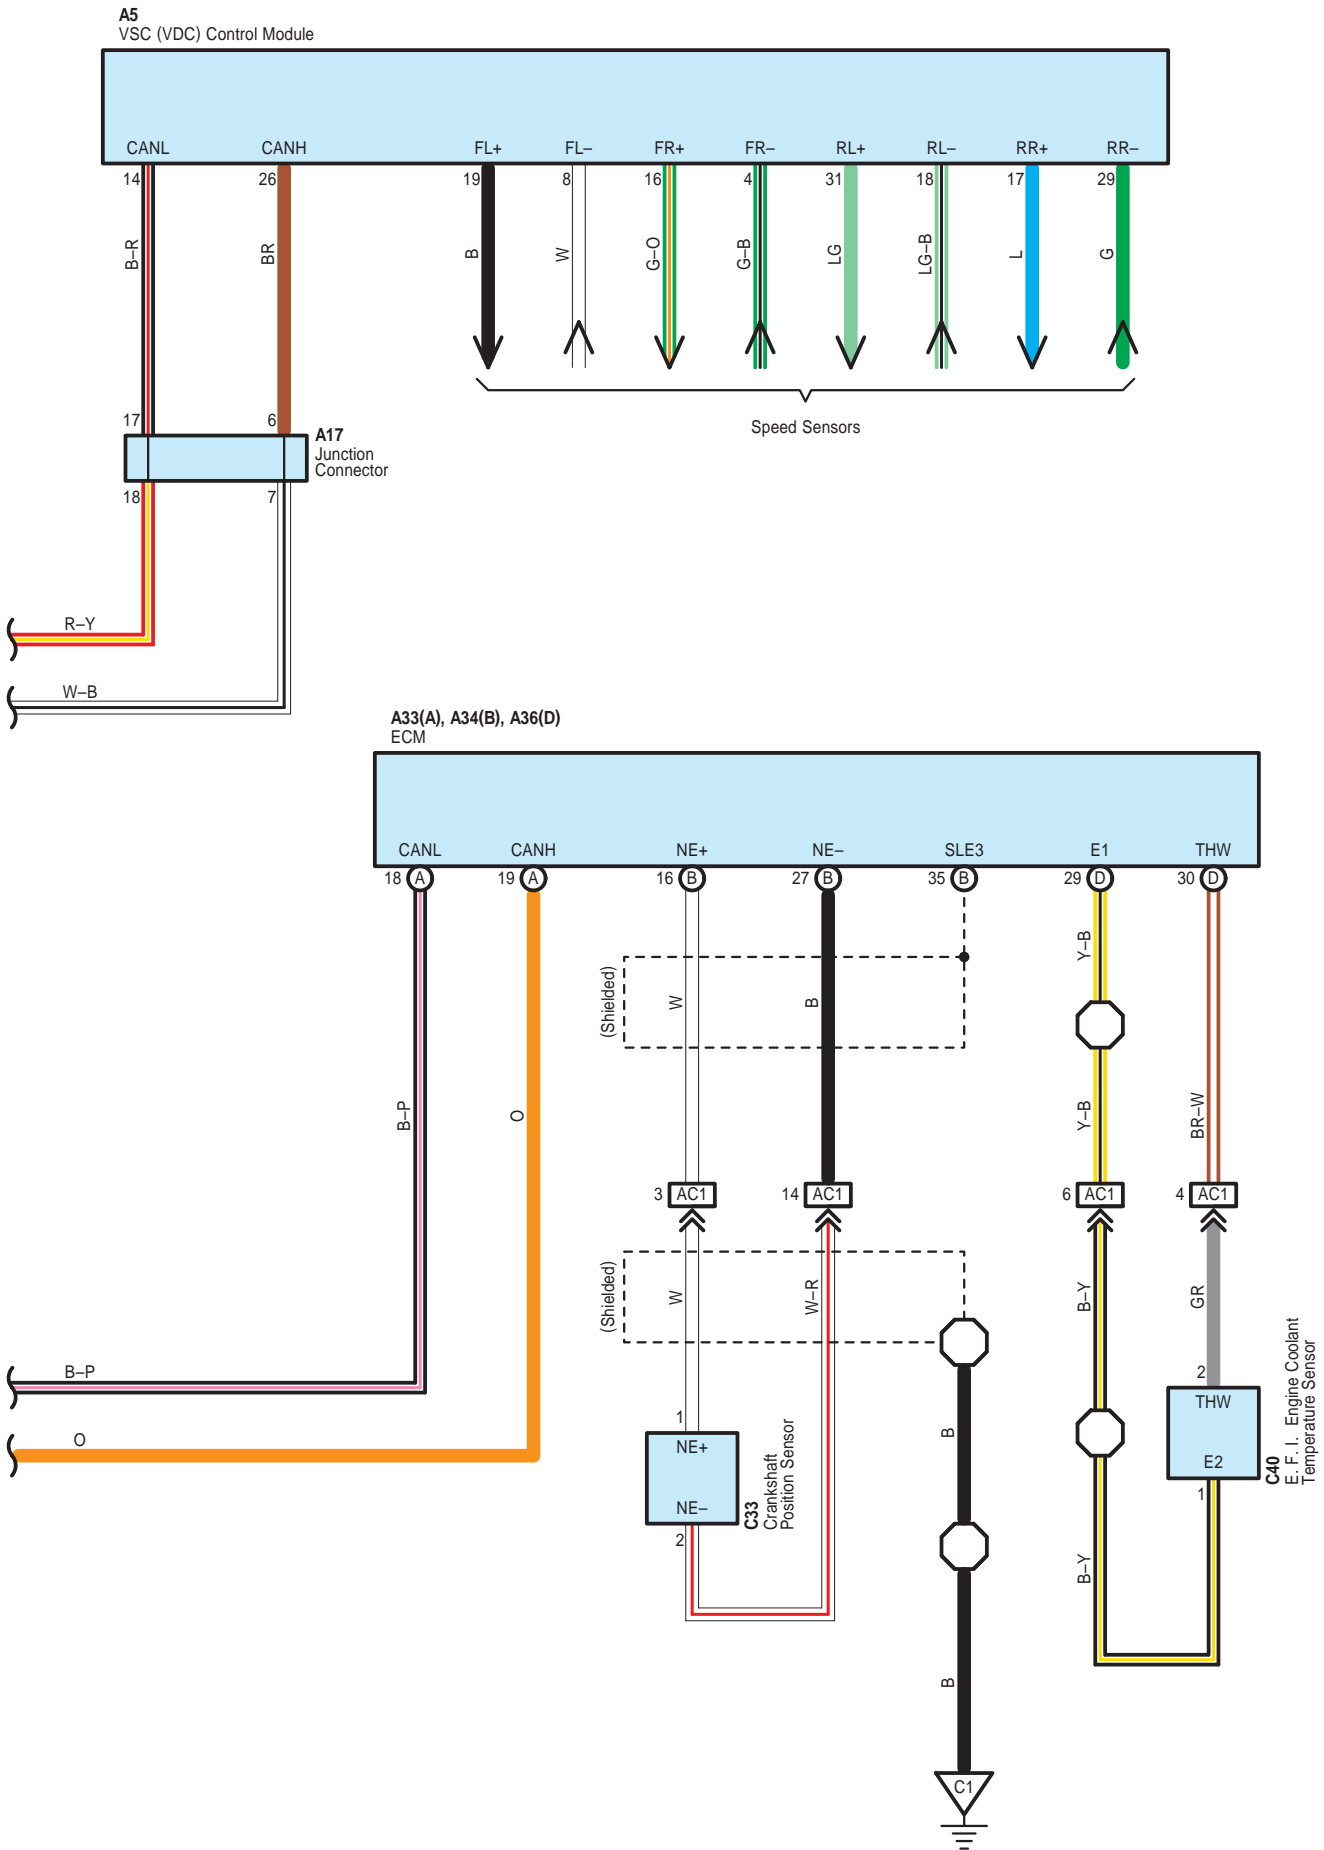 A5
VSC (VDC) Control Module
CANL CANH FL+ FL– FR+ FR– RL+ RL– RR+ RR–
14 26 19 8 16 4 31 18 17 29
B–R BR B W G–O G–B LG LG–B L G
Speed Sensors
17 6
A17
Junction
Connector
18 7
R–Y
W–B
A33(A), A34(B), A36(D)
ECM
CANL CANH NE+ NE– SLE3 E1 THW
18 A 19 A 16 B 27 B 35 B 29 D 30 D
Y–B
(Shielded) W B
B–P O Y–B BR–W
3 AC1 14 AC1 6 AC1 4 AC1
(Shielded) W W–R B–Y GR
B–P
O
2
THW
E2
1
C40
E. F. I. Engine Coolant
Temperature Sensor
1
NE+
NE–
2
C33
Crankshaft
Position Sensor
B
B–Y
B
C1